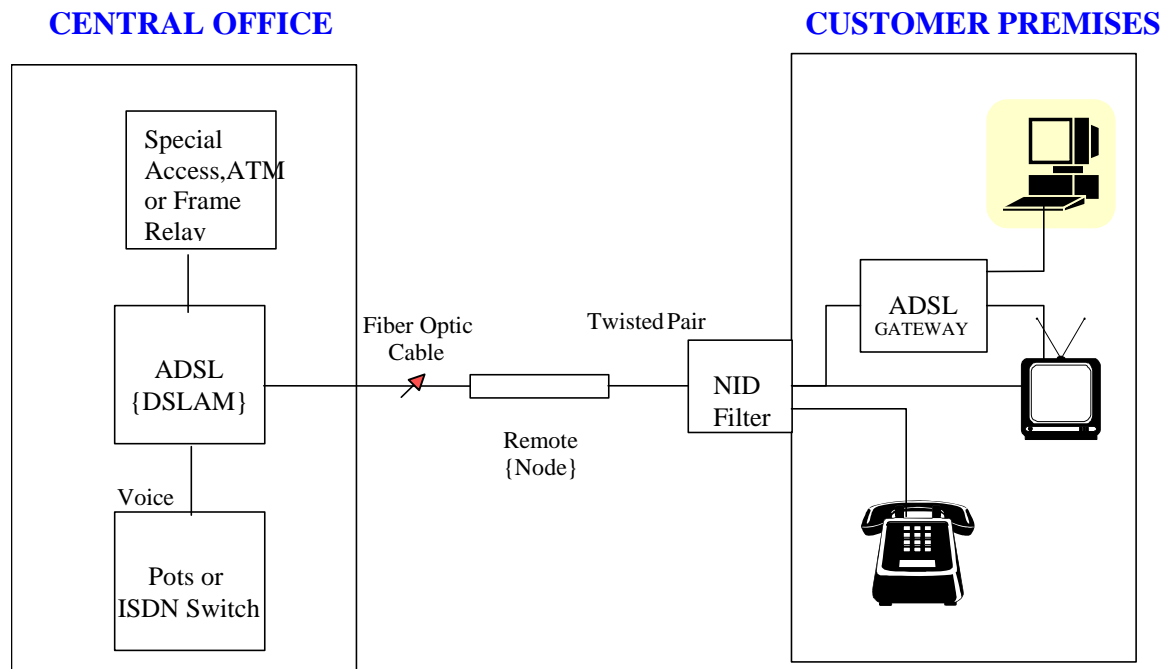 CENTRAL OFFICE
CUSTOMER PREMISES
Special
Access,ATM
or Frame
Relay
ADSL
{DSLAM}
Voice
Pots or
ISDN Switch
Fiber Optic
Cable
Remote
{Node}
Twisted Pair
NID
Filter
ADSL
GATEWAY